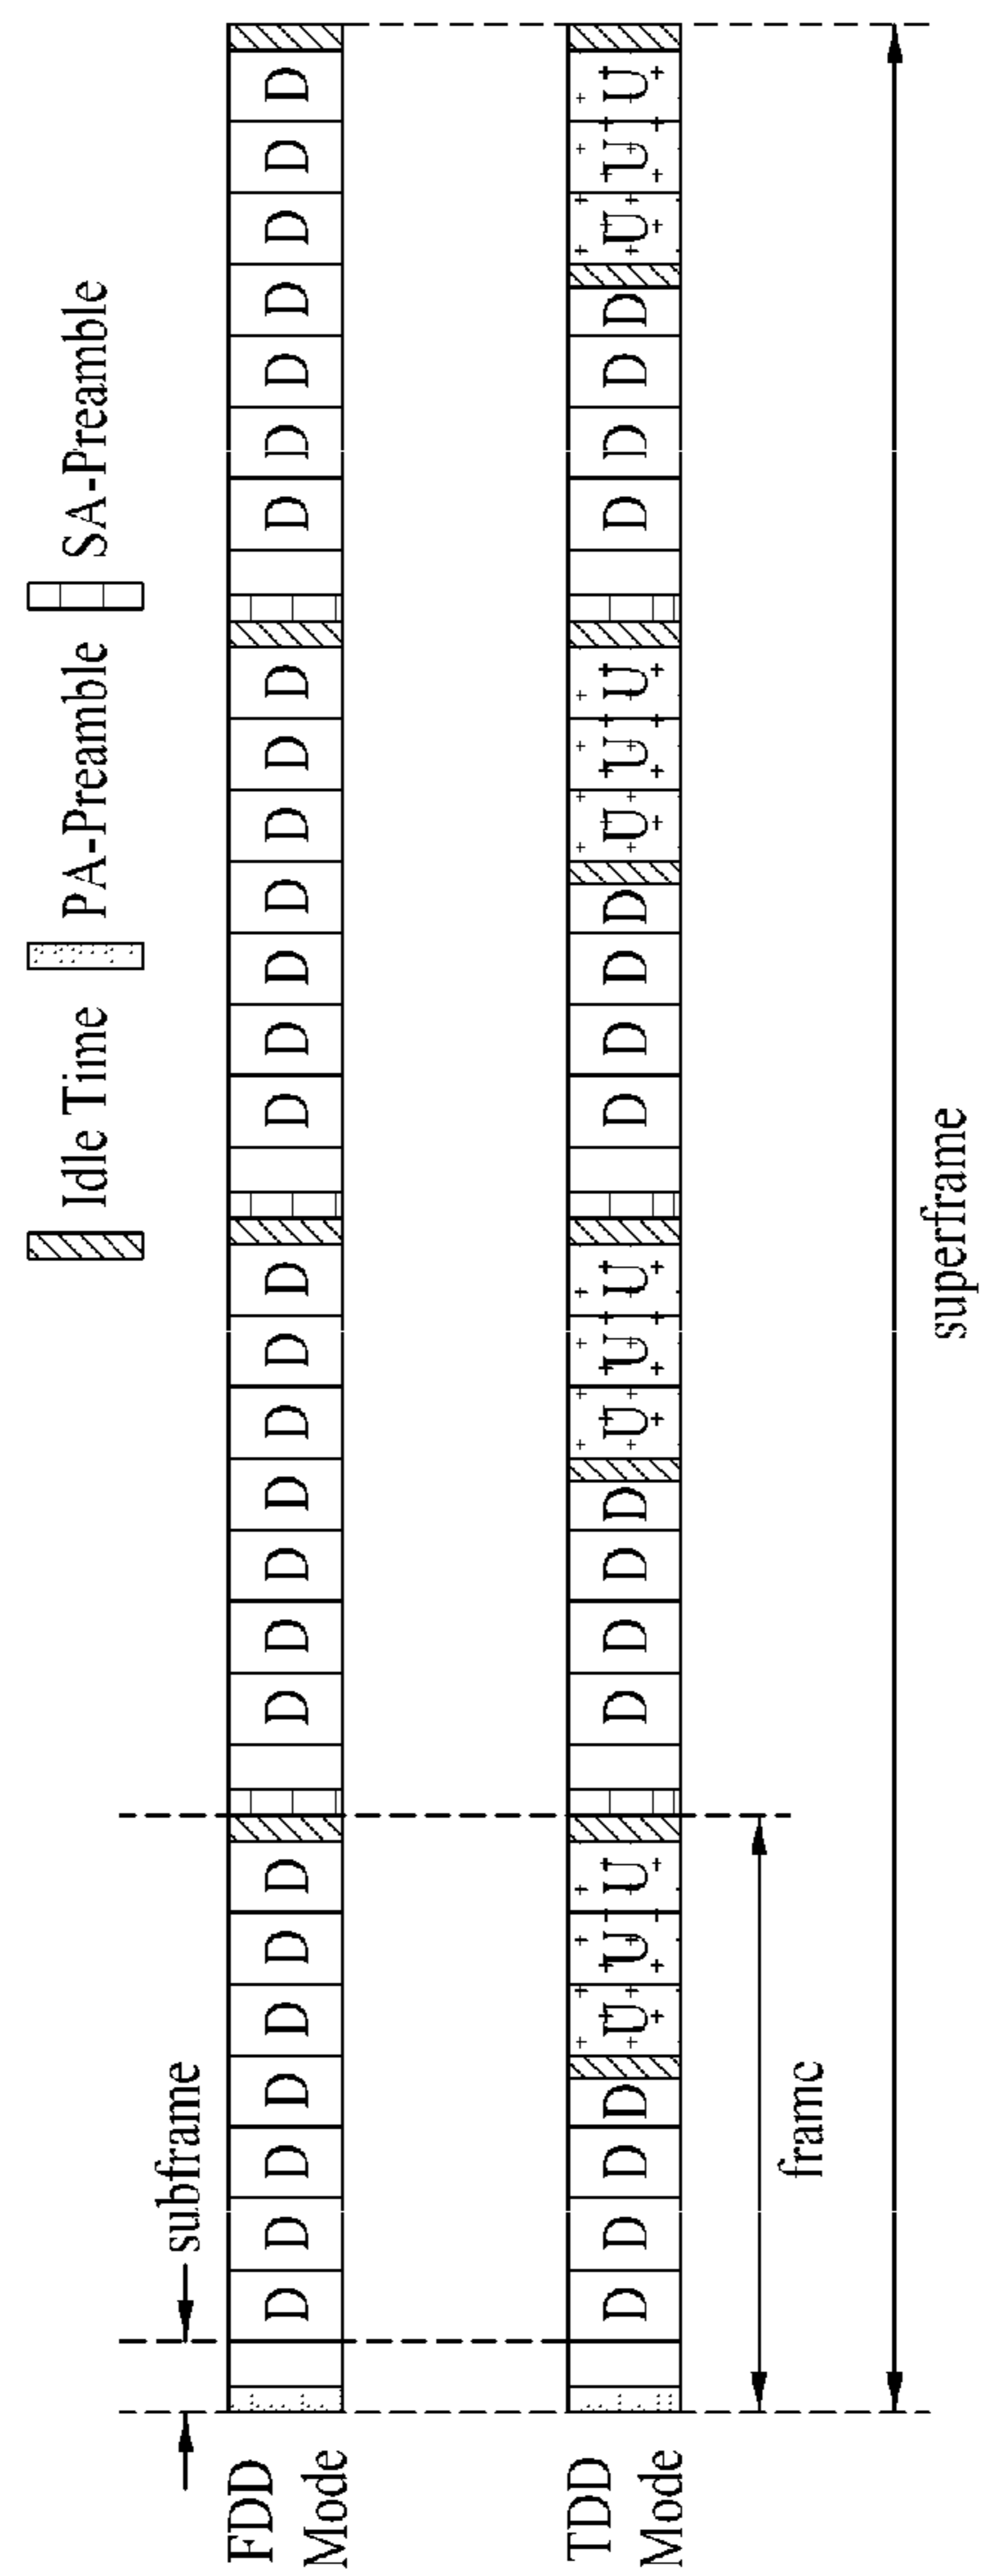 Idle Time PA-Preamble SA-Preamble
subframe
FDD
Mode
D D D D D D D D D D D D D D D D D D D D D D D D D D D D
TDD
Mode
D D D D U U U D D D D U U U D D D D U U U D D D D U U U
frame
superframe